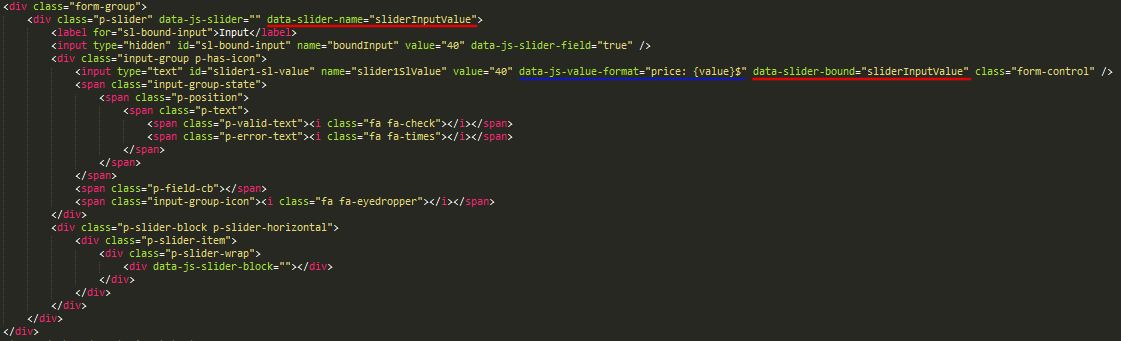 <div class="form-group">
<div class="p-slider" data-js-slider="" data-slider-name="sliderInputValue">
<label for="sl-bound-input">Input</label>
<input type="hidden" id="sl-bound-input" name="boundInput" value="40" data-js-slider-field="true" />
<div class="input-group p-has-icon">
<input type="text" id="slider1-sl-value" name="slider1SlValue" value="40" data-js-value-format="price: {value}$" data-slider-bound="sliderInputValue" class="form-control" />
<span class="input-group-state">
<span class="p-position">
<span class="p-text">
<span class="p-valid-text"><i class="fa fa-check"></i></span>
<span class="p-error-text"><i class="fa fa-times"></i></span>
</span>
</span>
</span>
<span class="p-field-cb"></span>
<span class="input-group-icon"><i class="fa fa-eyedropper"></i></span>
</div>
<div class="p-slider-block p-slider-horizontal">
<div class="p-slider-item">
<div class="p-slider-wrap">
<div data-js-slider-block=""></div>
</div>
</div>
</div>
</div>
</div>